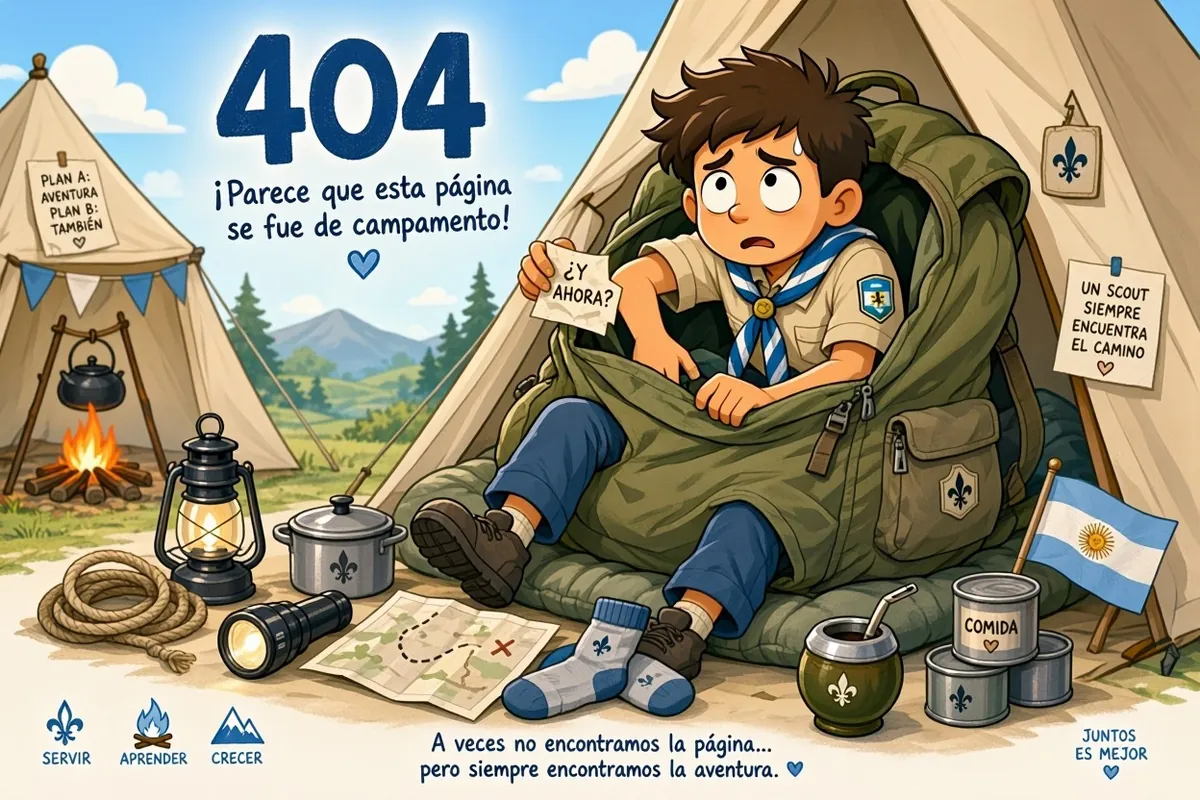 404
¡Parece que esta página
se fue de campamento!
PLAN A:
AVENTURA
PLAN B:
TAMBIÉN
¿Y
AHORA?
UN SCOUT
SIEMPRE
ENCUENTRA
EL CAMINO
COMIDA
SERVIR
APRENDER
CRECER
A veces no encontramos la página...
pero siempre encontramos la aventura.
JUNTOS
ES MEJOR